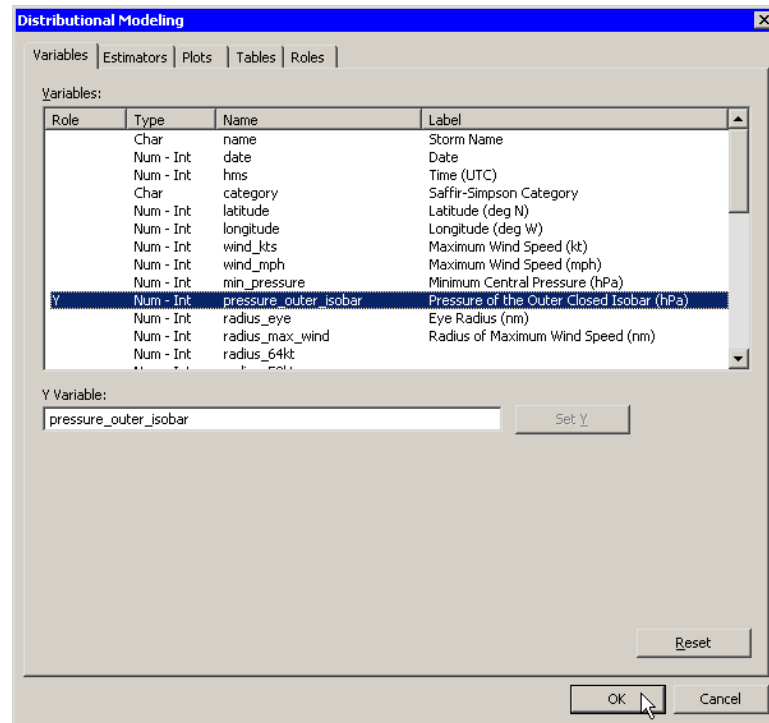 Distributional Modeling
Variables Estimators Plots Tables Roles
Variables:
Role Type Name Label
Char name Storm Name
Num - Int date Date
Num - Int hms Time (UTC)
Char category Saffir-Simpson Category
Num - Int latitude Latitude (deg N)
Num - Int longitude Longitude (deg W)
Num - Int wind_kts Maximum Wind Speed (kt)
Num - Int wind_mph Maximum Wind Speed (mph)
Num - Int min_pressure Minimum Central Pressure (hPa)
Y Num - Int pressure_outer_isobar Pressure of the Outer Closed Isobar (hPa)
Num - Int radius_eye Eye Radius (nm)
Num - Int radius_max_wind Radius of Maximum Wind Speed (nm)
Num - Int radius_64kt
Y Variable:
pressure_outer_isobar Set Y
Reset
OK Cancel